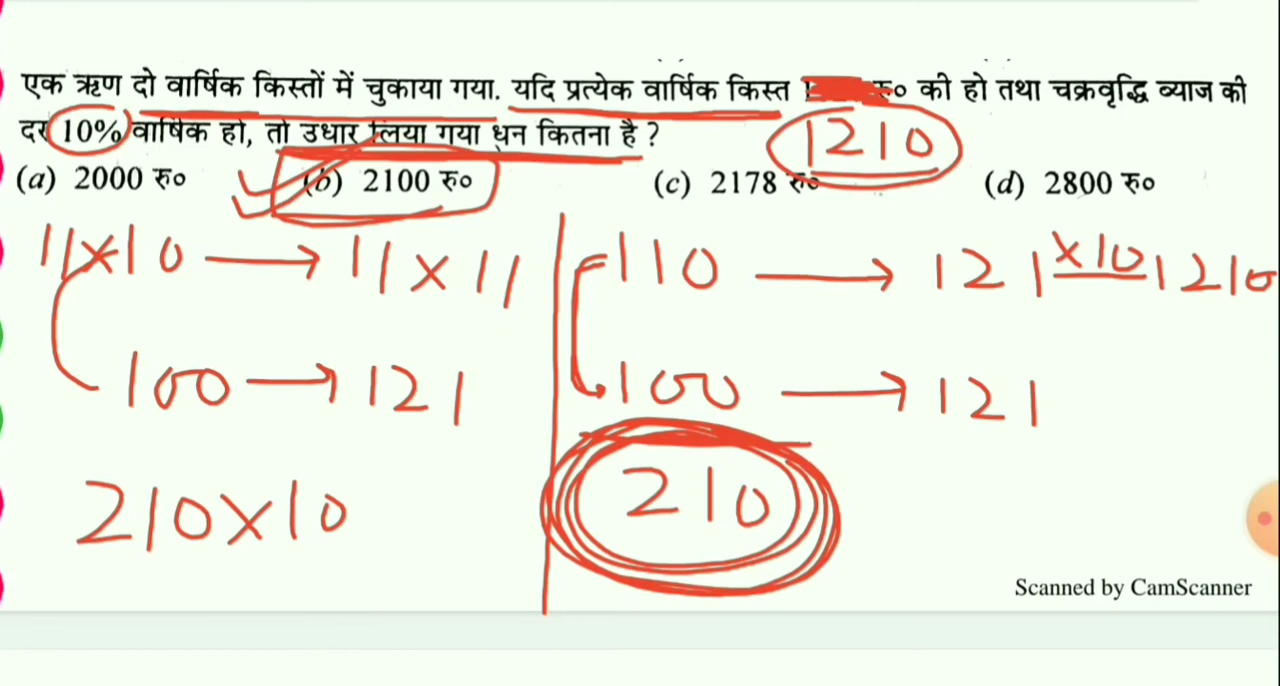 एक ऋण दो वार्षिक किस्तों में चुकाया गया. यदि प्रत्येक वार्षिक किस्त रु० की हो तथा चक्रवृद्धि व्याज की
दर 10% वार्षिक हो, तो उधार लिया गया धन कितना है ?
1210
(a) 2000 रु० (b) 2100 रु० (c) 2178 रु० (d) 2800 रु०
11×10 → 11×11
100 → 121
210×10
110 → 121 ×10 1210
100 → 121
210
Scanned by CamScanner